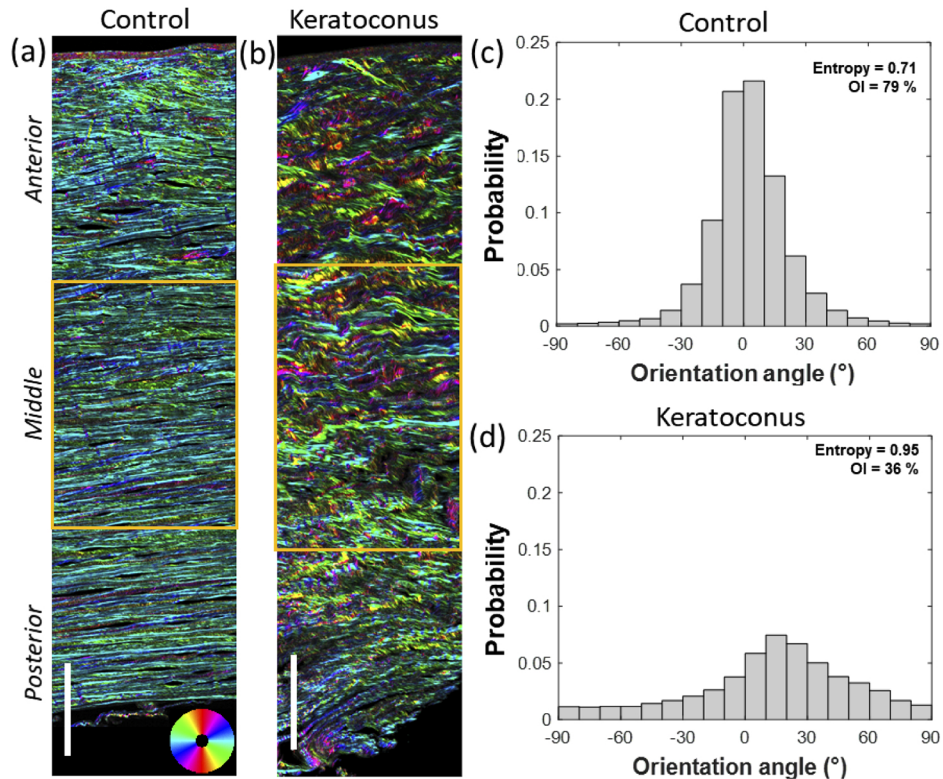 Control
Keratoconus
(a)
(b)
Anterior
Middle
Posterior
(c)
Control
0.25
0.2
0.15
0.1
0.05
0
Probability
Entropy = 0.71
OI = 79 %
-90
-60
-30
0
30
60
90
Orientation angle (°)
(d)
Keratoconus
0.25
0.2
0.15
0.1
0.05
0
Probability
Entropy = 0.95
OI = 36 %
-90
-60
-30
0
30
60
90
Orientation angle (°)